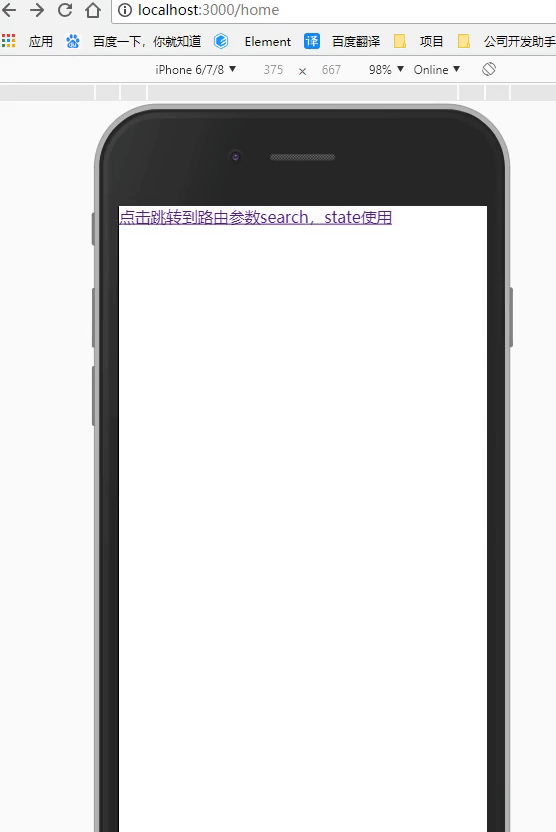 localhost:3000/home
应用 百度一下，你就知道 Element 译 百度翻译 项目 公司开发助手
iPhone 6/7/8 ▼ 375 × 667 98% ▼ Online ▼
点击跳转到路由参数search，state使用